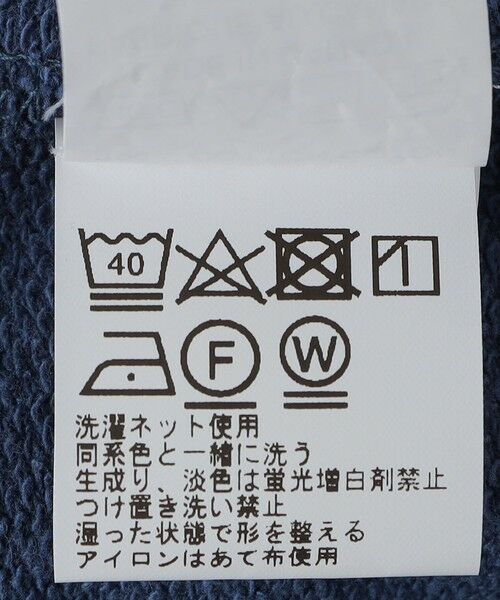 40
F W
洗濯ネット使用
同系色と一緒に洗う
生成り、淡色は蛍光増白剤禁止
つけ置き洗い禁止
湿った状態で形を整える
アイロンはあて布使用